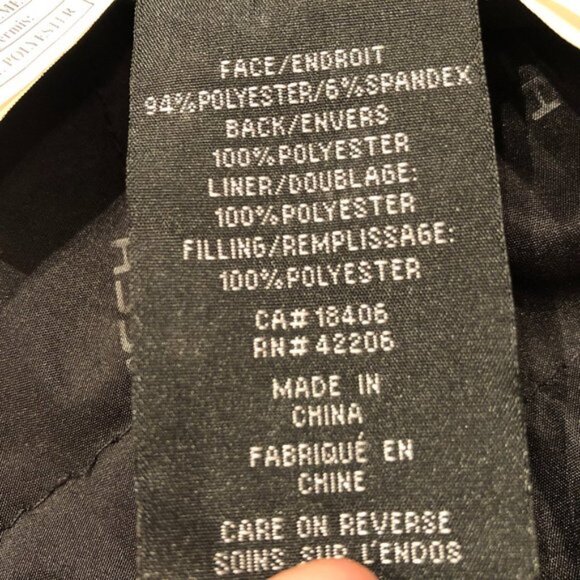 POLYESTER
FACE/ENDROIT
94%POLYESTER/6%SPANDEX
BACK/ENVERS
100%POLYESTER
LINER/DOUBLAGE:
100%POLYESTER
FILLING/REMPLISSAGE:
100%POLYESTER
CA#18406
RN#42206
MADE IN
CHINA
FABRIQUÉ EN
CHINE
CARE ON REVERSE
SOINS SUR L'ENDOS